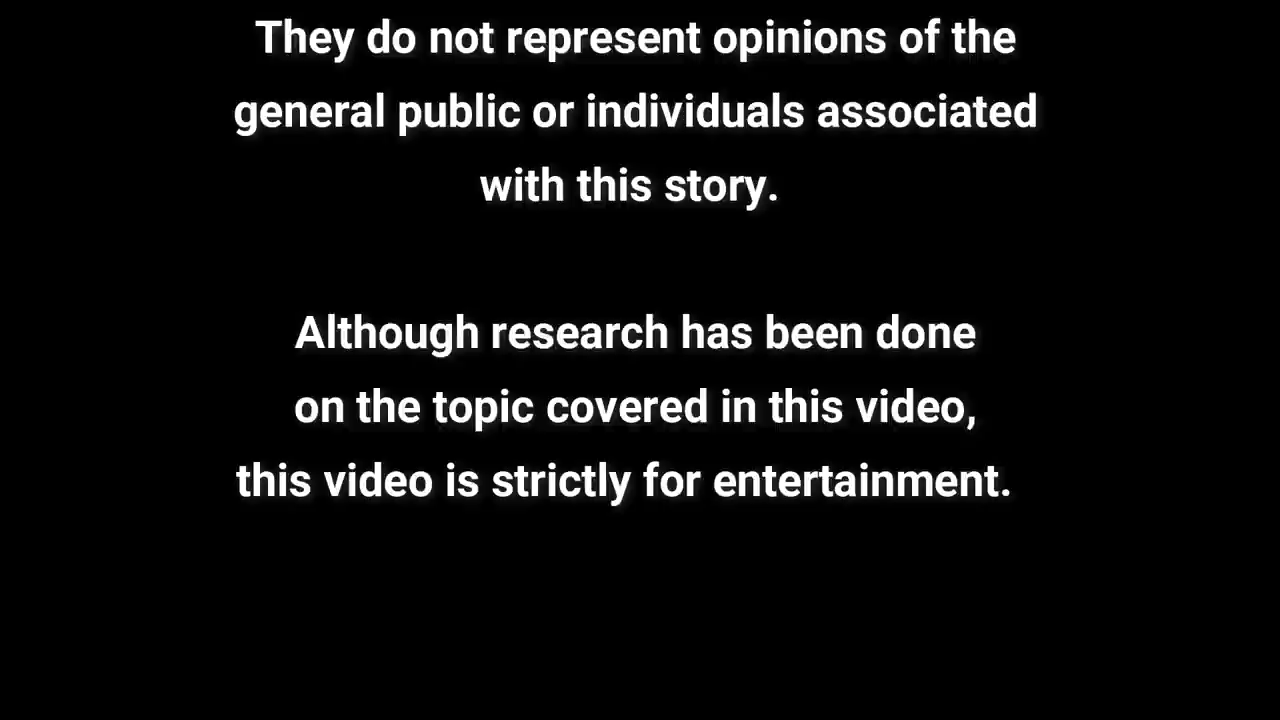 They do not represent opinions of the
general public or individuals associated
with this story.
Although research has been done
on the topic covered in this video,
this video is strictly for entertainment.